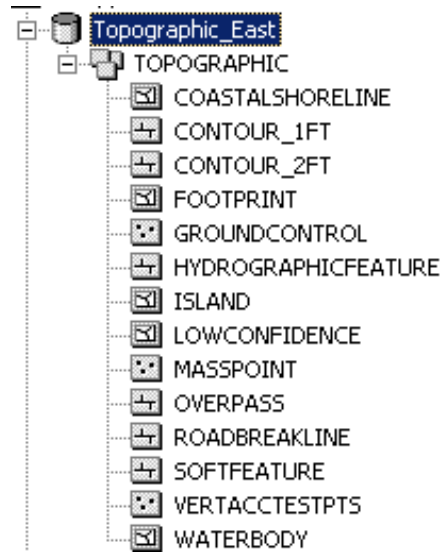 Topographic_East
TOPOGRAPHIC
COASTALSHORELINE
CONTOUR_1FT
CONTOUR_2FT
FOOTPRINT
GROUNDCONTROL
HYDROGRAPHICFEATURE
ISLAND
LOWCONFIDENCE
MASSPOINT
OVERPASS
ROADBREAKLINE
SOFTFEATURE
VERTACCTESTPTS
WATERBODY